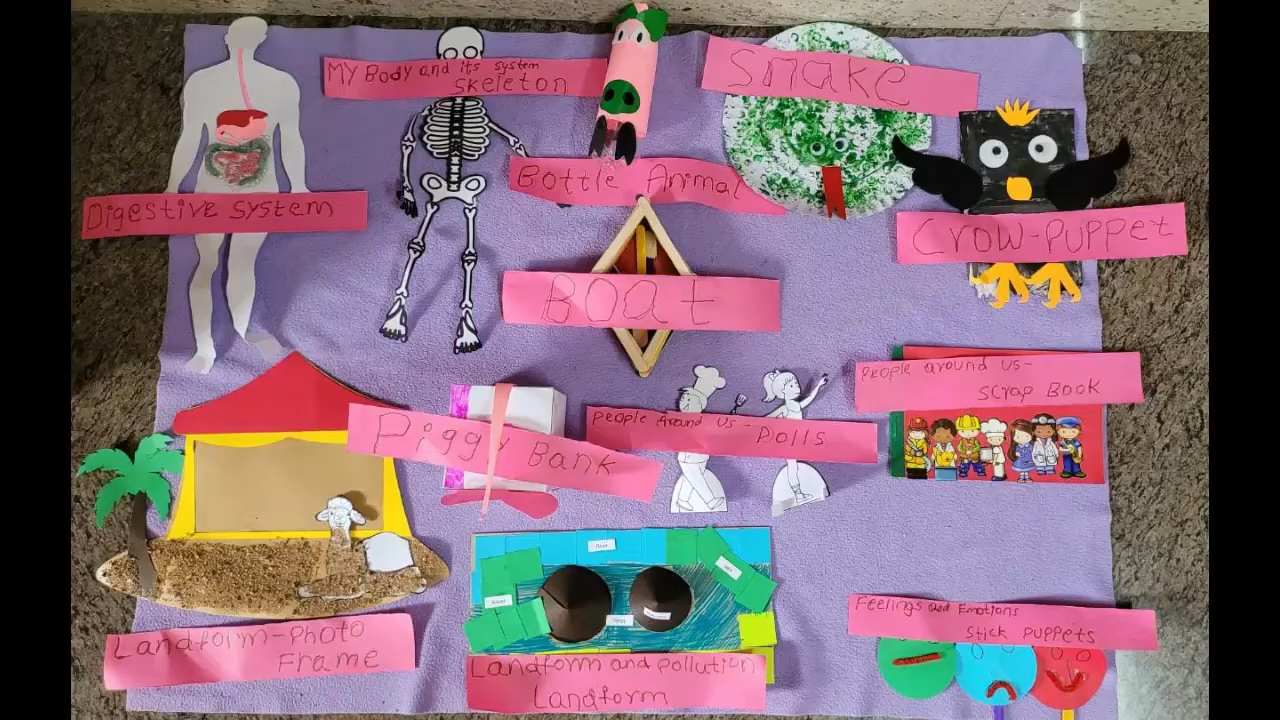 MY Body and its system
skeleton
Smake
Bottle Animal
Digestive system
Crow-puppet
BOat
People around us-
scrap Book
Piggy Bank
People Around us -
Dolls
Feelings and Emotions
stick puppets
Landform-Photo
Frame
Landform and pollution
Landform